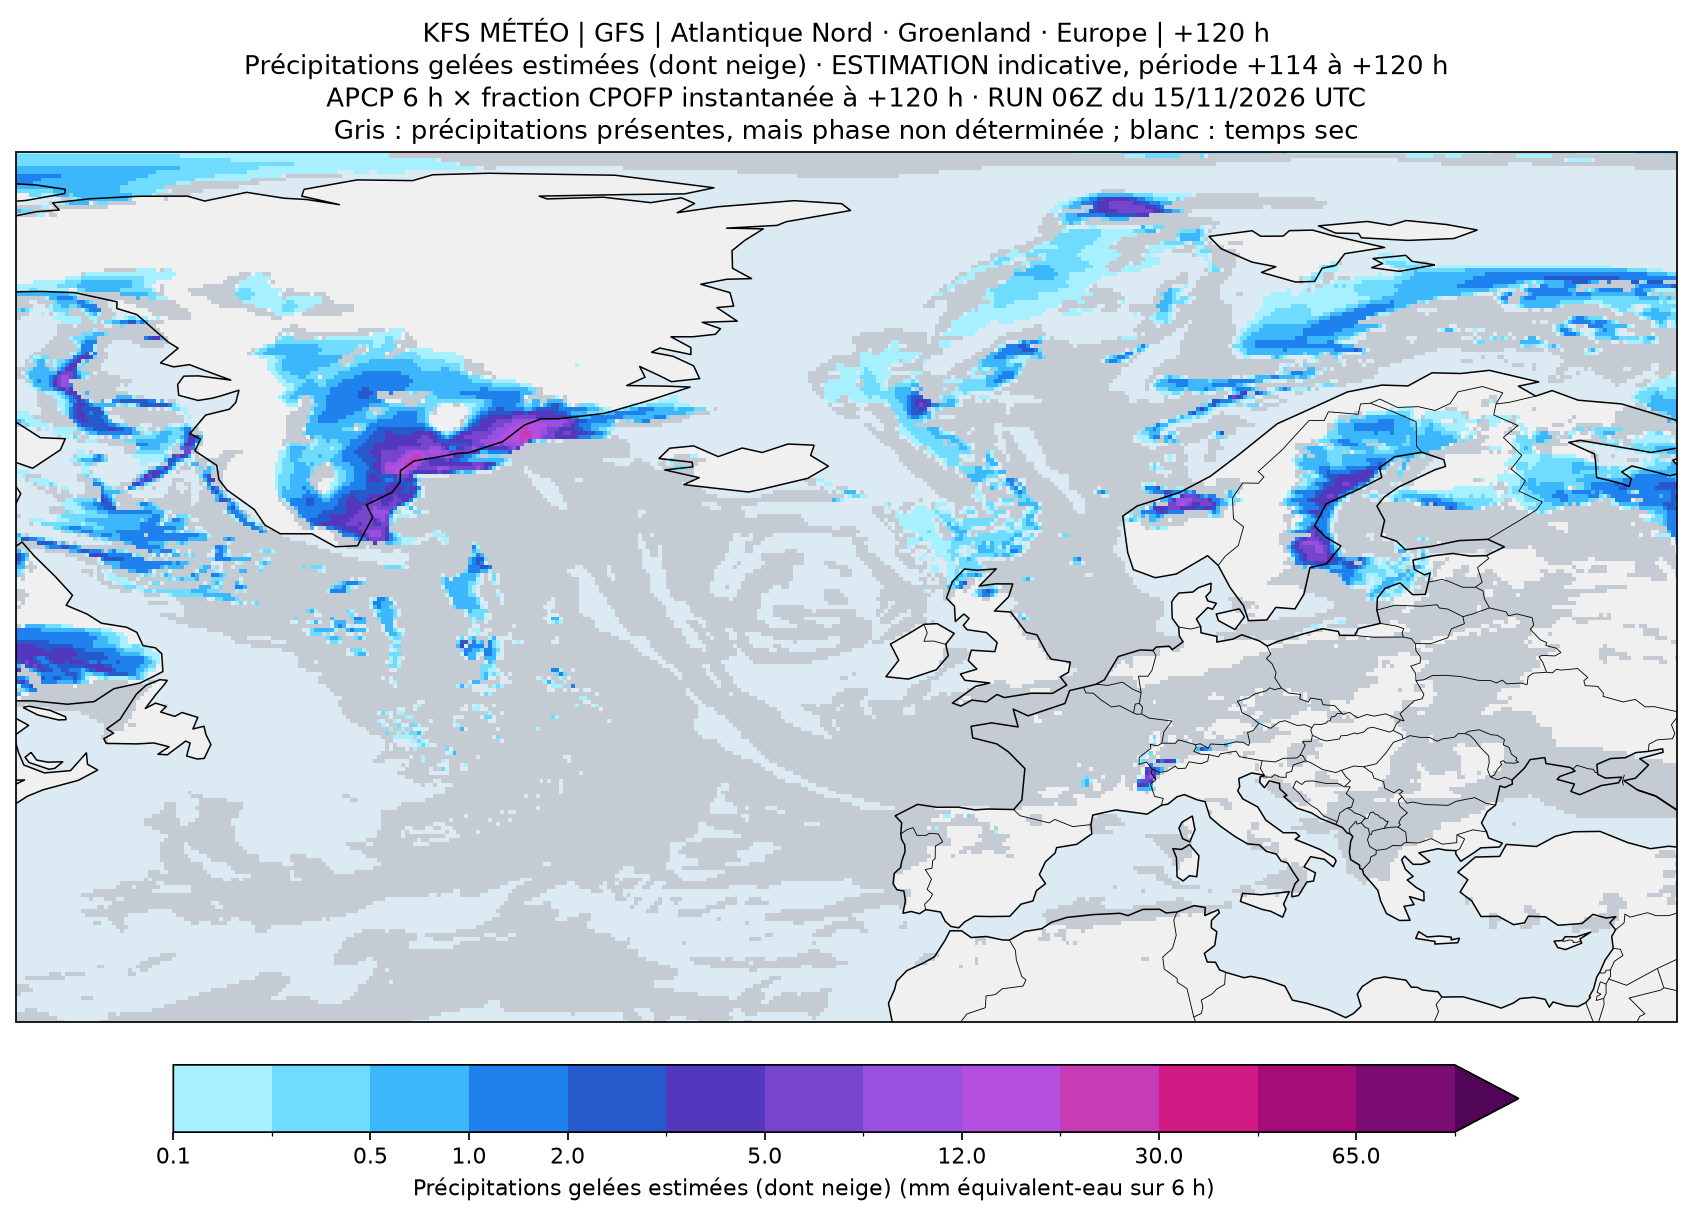 KFS MÉTÉO | GFS | Atlantique Nord · Groenland · Europe | +120 h
Précipitations gelées estimées (dont neige) · ESTIMATION indicative, période +114 à +120 h
APCP 6 h × fraction CPOFP instantanée à +120 h · RUN 06Z du 15/11/2026 UTC
Gris : précipitations présentes, mais phase non déterminée ; blanc : temps sec
0.1 0.5 1.0 2.0 5.0 12.0 30.0 65.0
Précipitations gelées estimées (dont neige) (mm équivalent-eau sur 6 h)